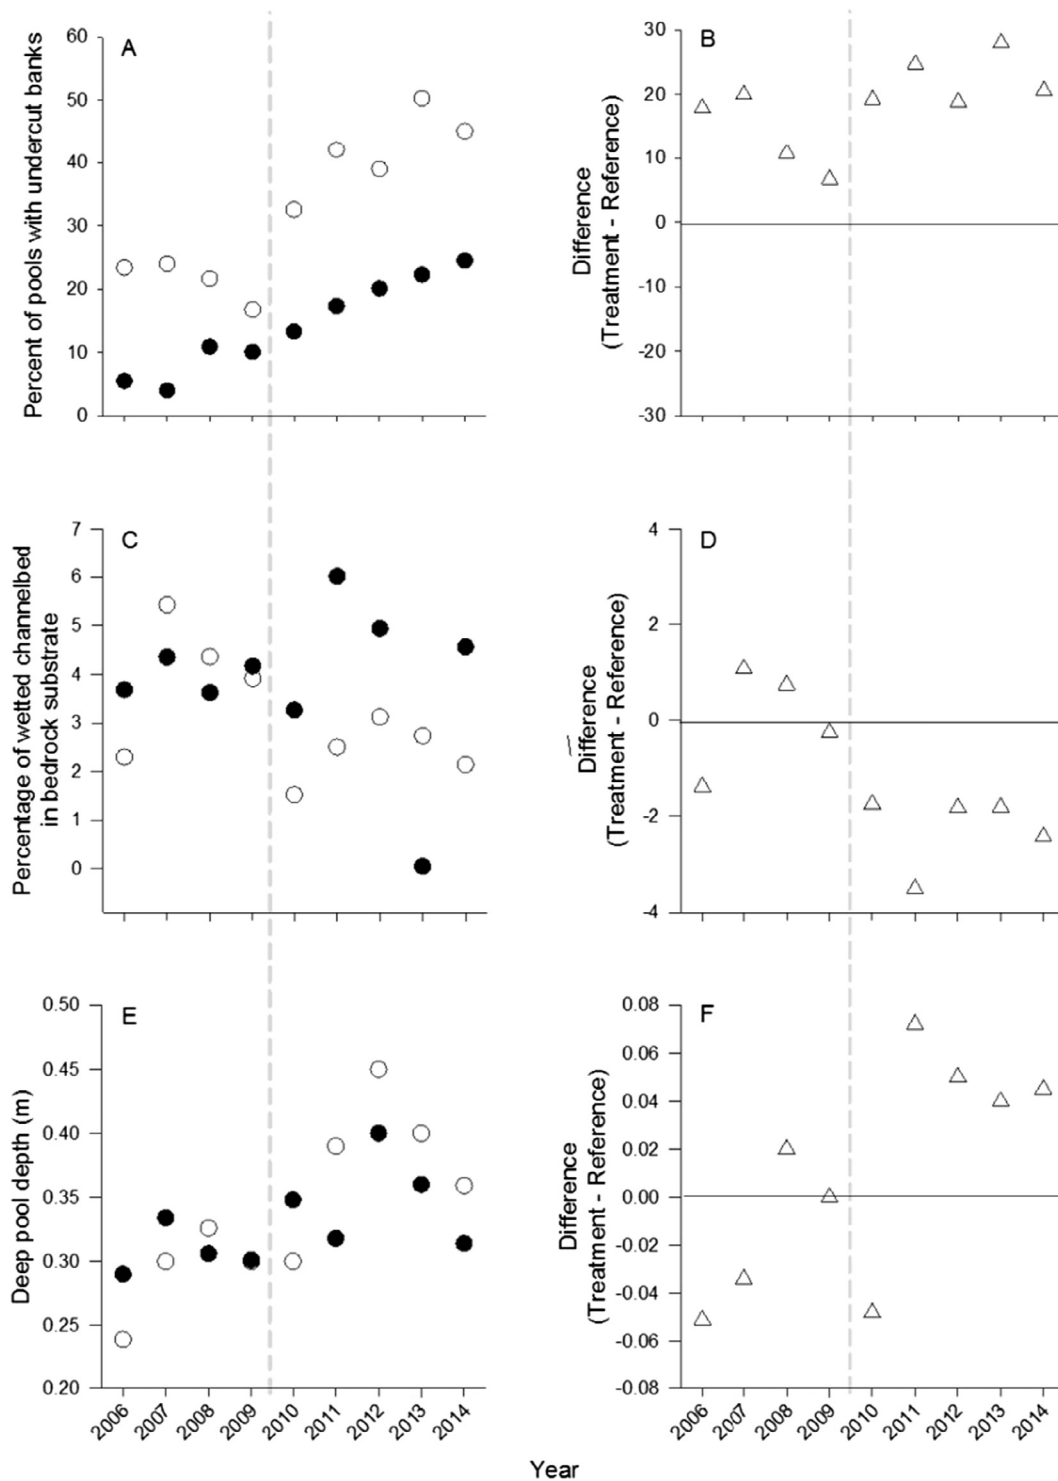 A
Percent of pools with undercut banks
60
50
40
30
20
10
0
B
Difference
(Treatment - Reference)
30
20
10
0
-10
-20
-30
C
Percentage of wetted channelbed
in bedrock substrate
7
6
5
4
3
2
1
0
D
Difference
(Treatment - Reference)
4
2
0
-2
-4
E
Deep pool depth (m)
0.50
0.45
0.40
0.35
0.30
0.25
0.20
2006 2007 2008 2009 2010 2011 2012 2013 2014
F
Difference
(Treatment - Reference)
0.08
0.06
0.04
0.02
0.00
-0.02
-0.04
-0.06
-0.08
2006 2007 2008 2009 2010 2011 2012 2013 2014
Year